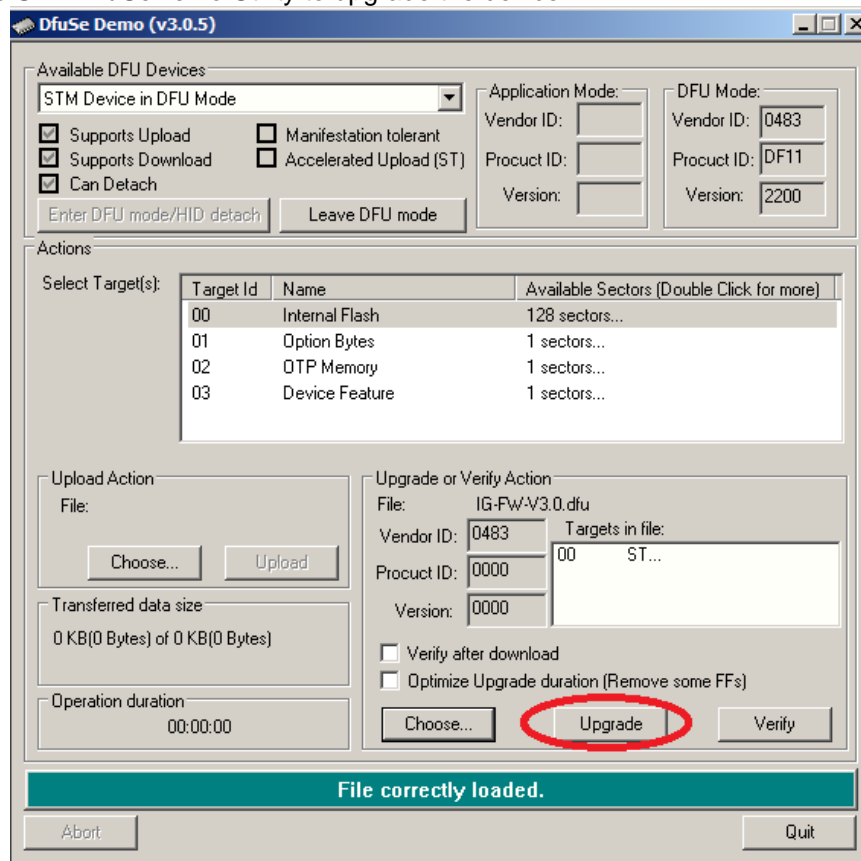 DfuSe Demo (v3.0.5)
Available DFU Devices
STM Device in DFU Mode
Supports Upload
Manifestation tolerant
Supports Download
Accelerated Upload (ST)
Can Detach
Enter DFU mode/HID detach
Leave DFU mode
Application Mode:
Vendor ID:
Procuct ID:
Version:
DFU Mode:
Vendor ID: 0483
Procuct ID: DF11
Version: 2200
Actions
Select Target(s):
Target Id Name Available Sectors (Double Click for more)
00 Internal Flash 128 sectors...
01 Option Bytes 1 sectors...
02 OTP Memory 1 sectors...
03 Device Feature 1 sectors...
Upload Action
File:
Choose... Upload
Transferred data size
0 KB(0 Bytes) of 0 KB(0 Bytes)
Operation duration
00:00:00
Upgrade or Verify Action
File: IG-FW-V3.0.dfu
Vendor ID: 0483
Procuct ID: 0000
Version: 0000
Targets in file:
00 ST...
Verify after download
Optimize Upgrade duration (Remove some FFs)
Choose... Upgrade Verify
File correctly loaded.
Abort Quit